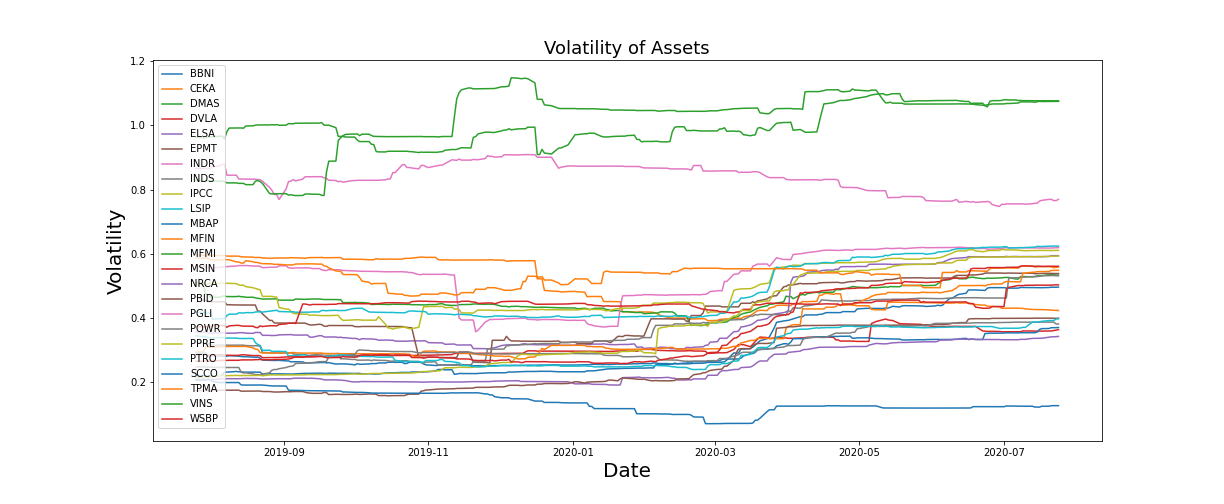 Volatility of Assets
1.2
1.0
0.8
0.6
0.4
0.2
Volatility
BBNI
CEKA
DMAS
DVLA
ELSA
EPMT
INDR
INDS
IPCC
LSIP
MBAP
MFIN
MFMI
MSIN
NRCA
PBID
PGLI
POWR
PPRE
PTRO
SCCO
TPMA
VINS
WSBP
2019-09 2019-11 2020-01 2020-03 2020-05 2020-07
Date